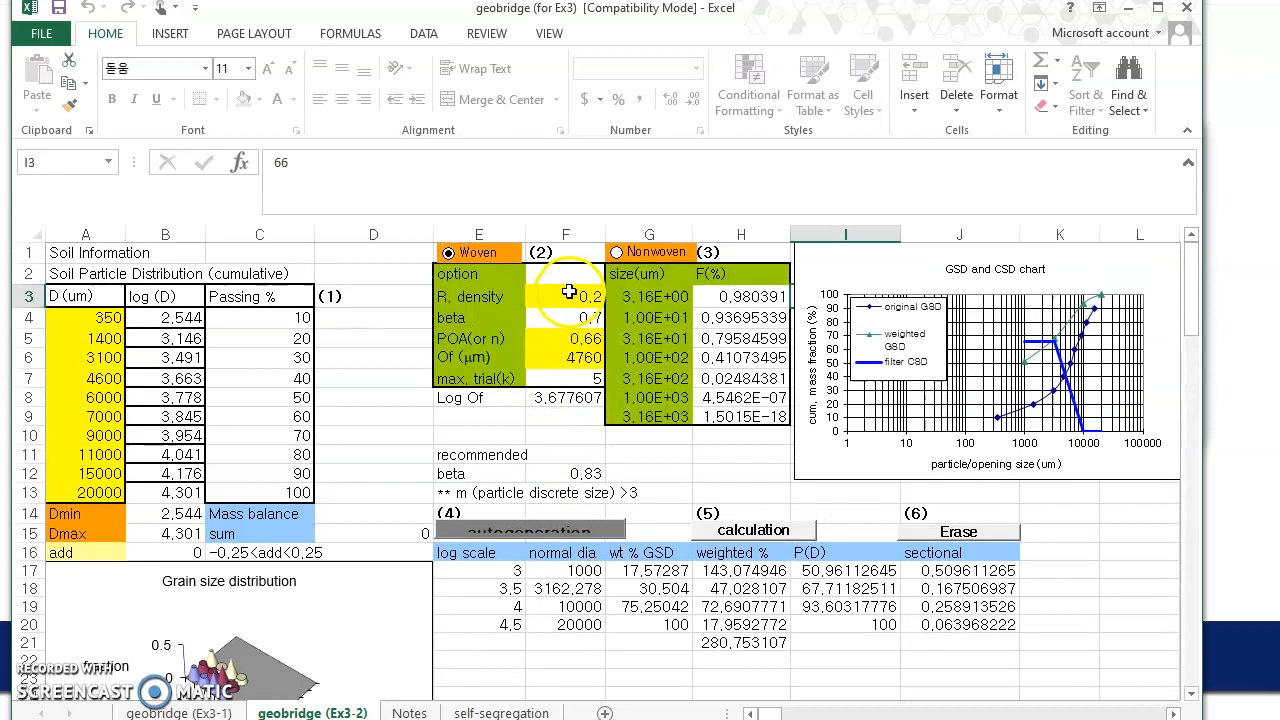 geobridge (for Ex3) [Compatibility Mode] - Excel
FILE HOME INSERT PAGE LAYOUT FORMULAS DATA REVIEW VIEW Microsoft account
Paste 돋움 11 Wrap Text Merge & Center Conditional Formatting Format as Table Cell Styles Insert Delete Format Sort & Filter Find & Select
Clipboard Font Alignment Number Styles Cells Editing
I3 fx 66
A B C D E F G H I J K L
1 Soil Information Woven (2) Nonwoven (3)
2 Soil Particle Distribution (cumulative) option size(um) F(%)
3 D (um) log (D) Passing % (1) R, density 0,2 3,16E+00 0,980391
4 350 2,544 10 beta 0,7 1,00E+01 0,93695339
5 1400 3,146 20 POA(or n) 0,66 3,16E+01 0,79584599
6 3100 3,491 30 Of (μm) 4760 1,00E+02 0,41073495
7 4600 3,663 40 max, trial(k) 5 3,16E+02 0,02484381
8 6000 3,778 50 Log Of 3,677607 1,00E+03 4,5462E-07
9 7000 3,845 60 3,16E+03 1,5015E-18
10 9000 3,954 70
11 11000 4,041 80 recommended
12 15000 4,176 90 beta 0,83
13 20000 4,301 100 ** m (particle discrete size) >3
14 Dmin 2,544 Mass balance (4) (5) (6)
15 Dmax 4,301 sum 0 autogeneration calculation Erase
16 add 0 -0,25<add<0,25 log scale normal dia wt % GSD weighted % P(D) sectional
17 3 1000 17,57287 143,074946 50,96112645 0,509611265
18 3,5 3162,278 30,504 47,028107 67,71182511 0,167506987
19 4 10000 75,25042 72,6907771 93,60317776 0,258913526
20 4,5 20000 100 17,9592772 100 0,063968222
21 280,753107
22
23
GSD and CSD chart
cum. mass fraction (%)
100
90
80
70
60
50
40
30
20
10
0
original GSD
weighted GSD
filter CSD
1 10 100 1000 10000 100000
particle/opening size(um)
Grain size distribution
0.5
fraction
RECORDED WITH
SCREENCAST MATIC
geobridge (Ex3-1) geobridge (Ex3-2) Notes self-segregation